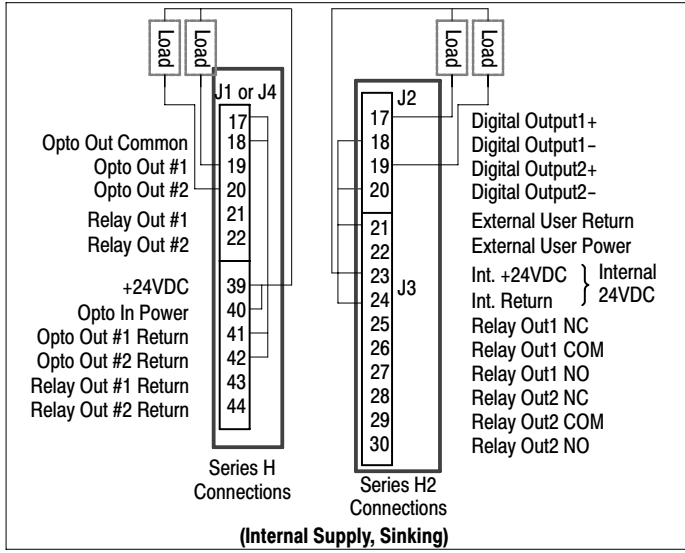 Load
Load
J1 or J4
17
Opto Out Common 18
Opto Out #1 19
Opto Out #2 20
Relay Out #1 21
Relay Out #2 22
+24VDC 39
Opto In Power 40
Opto Out #1 Return 41
Opto Out #2 Return 42
Relay Out #1 Return 43
Relay Out #2 Return 44
Series H
Connections
Load
Load
J2
17 Digital Output1+
18 Digital Output1-
19 Digital Output2+
20 Digital Output2-
21 External User Return
22 External User Power
23 Int. +24VDC
24 Int. Return
Internal
24VDC
J3
25 Relay Out1 NC
26 Relay Out1 COM
27 Relay Out1 NO
28 Relay Out2 NC
29 Relay Out2 COM
30 Relay Out2 NO
Series H2
Connections
(Internal Supply, Sinking)